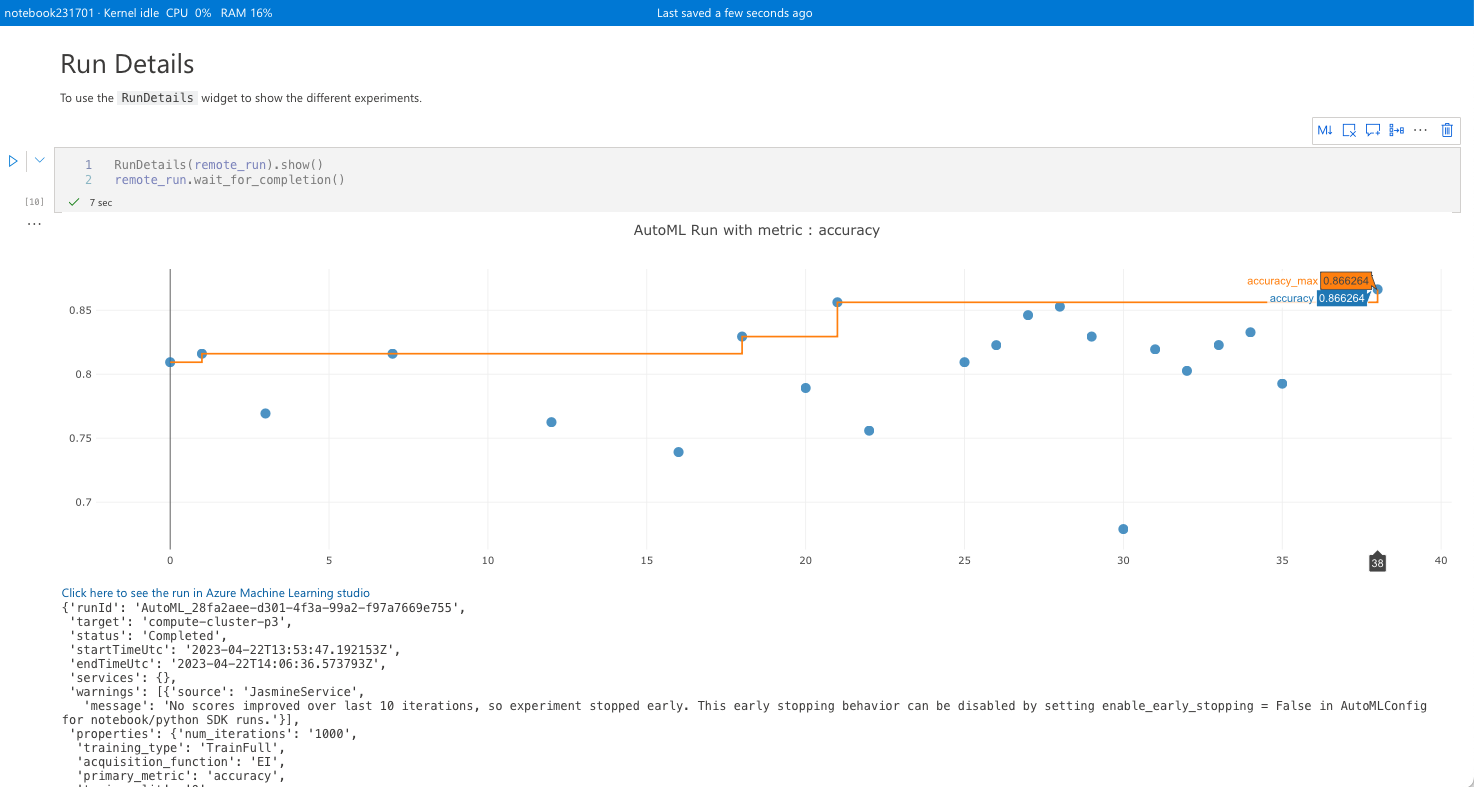 notebook231701 · Kernel idle CPU 0% RAM 16%
Last saved a few seconds ago
Run Details
To use the RunDetails widget to show the different experiments.
M↓
1 RunDetails(remote_run).show()
2 remote_run.wait_for_completion()
[10]
7 sec
AutoML Run with metric : accuracy
accuracy_max 0.866264
accuracy 0.866264
0.85
0.8
0.75
0.7
0 5 10 15 20 25 30 35 38 40
Click here to see the run in Azure Machine Learning studio
{'runId': 'AutoML_28fa2aee-d301-4f3a-99a2-f97a7669e755',
'target': 'compute-cluster-p3',
'status': 'Completed',
'startTimeUtc': '2023-04-22T13:53:47.192153Z',
'endTimeUtc': '2023-04-22T14:06:36.573793Z',
'services': {},
'warnings': [{'source': 'JasmineService',
'message': 'No scores improved over last 10 iterations, so experiment stopped early. This early stopping behavior can be disabled by setting enable_early_stopping = False in AutoMLConfig
for notebook/python SDK runs.'}],
'properties': {'num_iterations': '1000',
'training_type': 'TrainFull',
'acquisition_function': 'EI',
'primary_metric': 'accuracy',